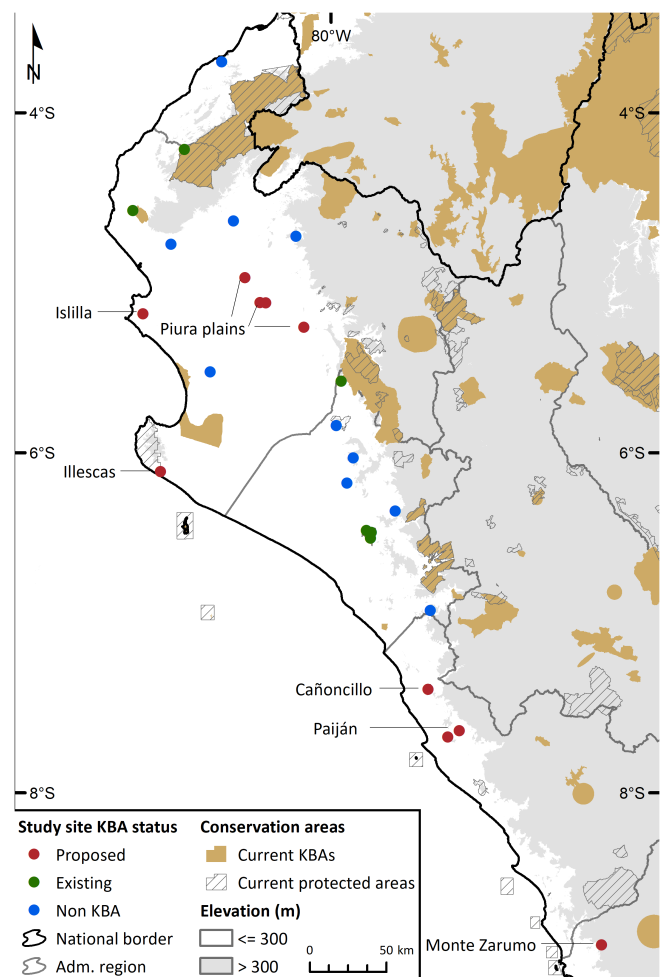 80°W
N
4°S
4°S
Islilla
Piura plains
6°S
6°S
Illescas
Cañoncillo
Paiján
8°S
8°S
Study site KBA status
Proposed
Existing
Non KBA
National border
Adm. region
Conservation areas
Current KBAs
Current protected areas
Elevation (m)
<= 300
> 300
0
50 km
Monte Zarumo